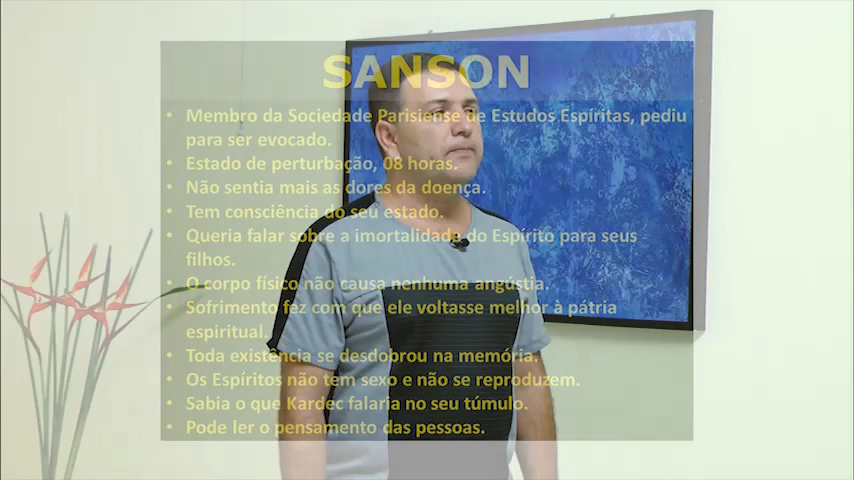 SANSON
• Membro da Sociedade Parisiense de Estudos Espíritas, pediu
para ser evocado.
• Estado de perturbação, 08 horas.
• Não sentia mais as dores da doença.
• Tem consciência do seu estado.
• Queria falar sobre a imortalidade do Espírito para seus
filhos.
• O corpo físico não causa nenhuma angústia.
• Sofrimento fez com que ele voltasse melhor à pátria
espiritual.
• Toda existência se desdobrou na memória.
• Os Espíritos não tem sexo e não se reproduzem.
• Sabia o que Kardec falaria no seu túmulo.
• Pode ler o pensamento das pessoas.